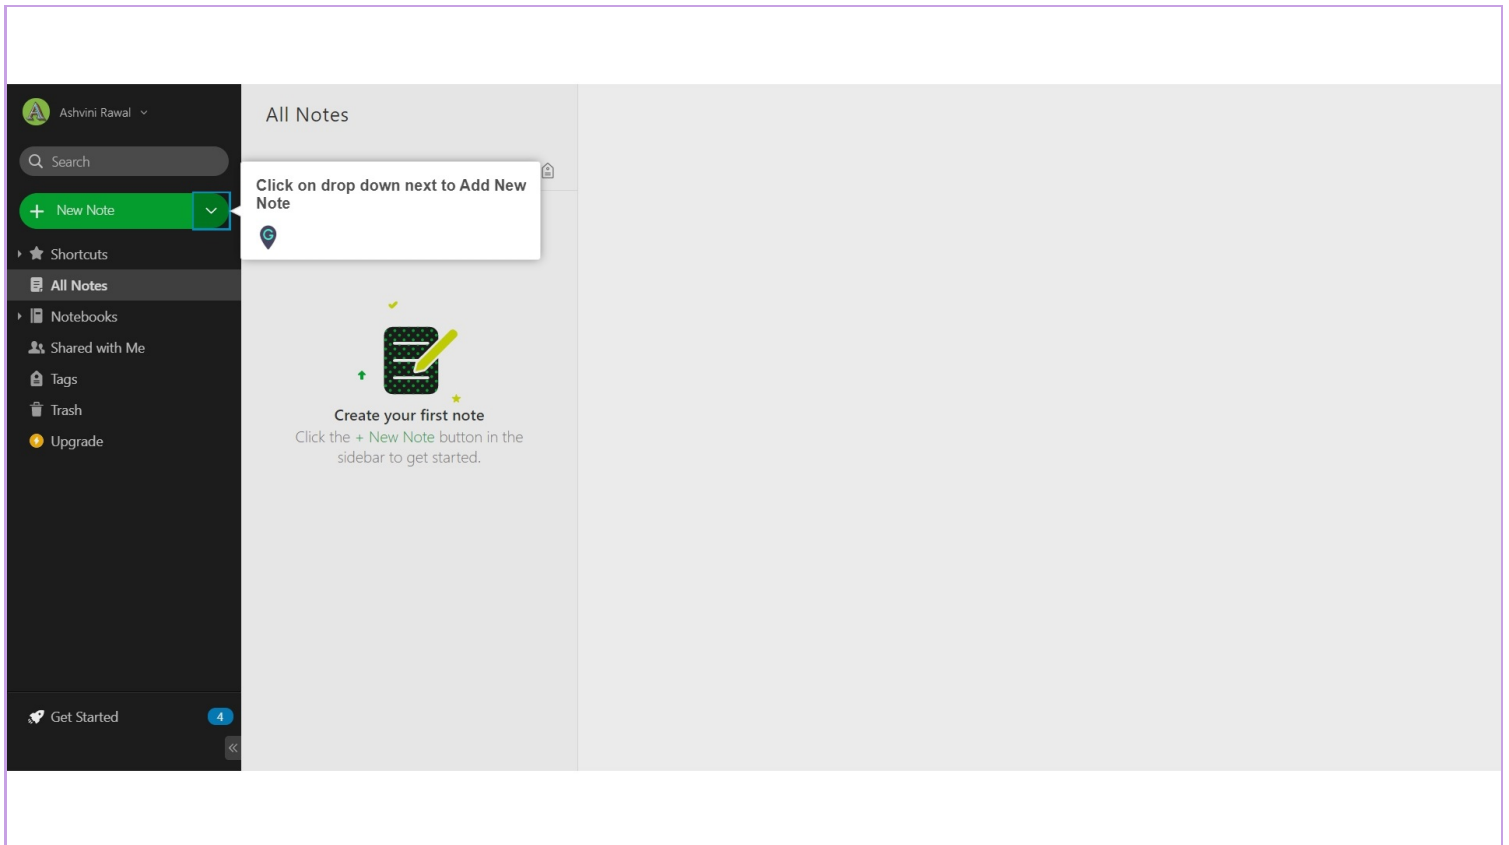 Ashvini Rawal
Search
New Note
Shortcuts
All Notes
Notebooks
Shared with Me
Tags
Trash
Upgrade
Get Started
4
All Notes
Click on drop down next to Add New
Note
G
Create your first note
Click the + New Note button in the
sidebar to get started.